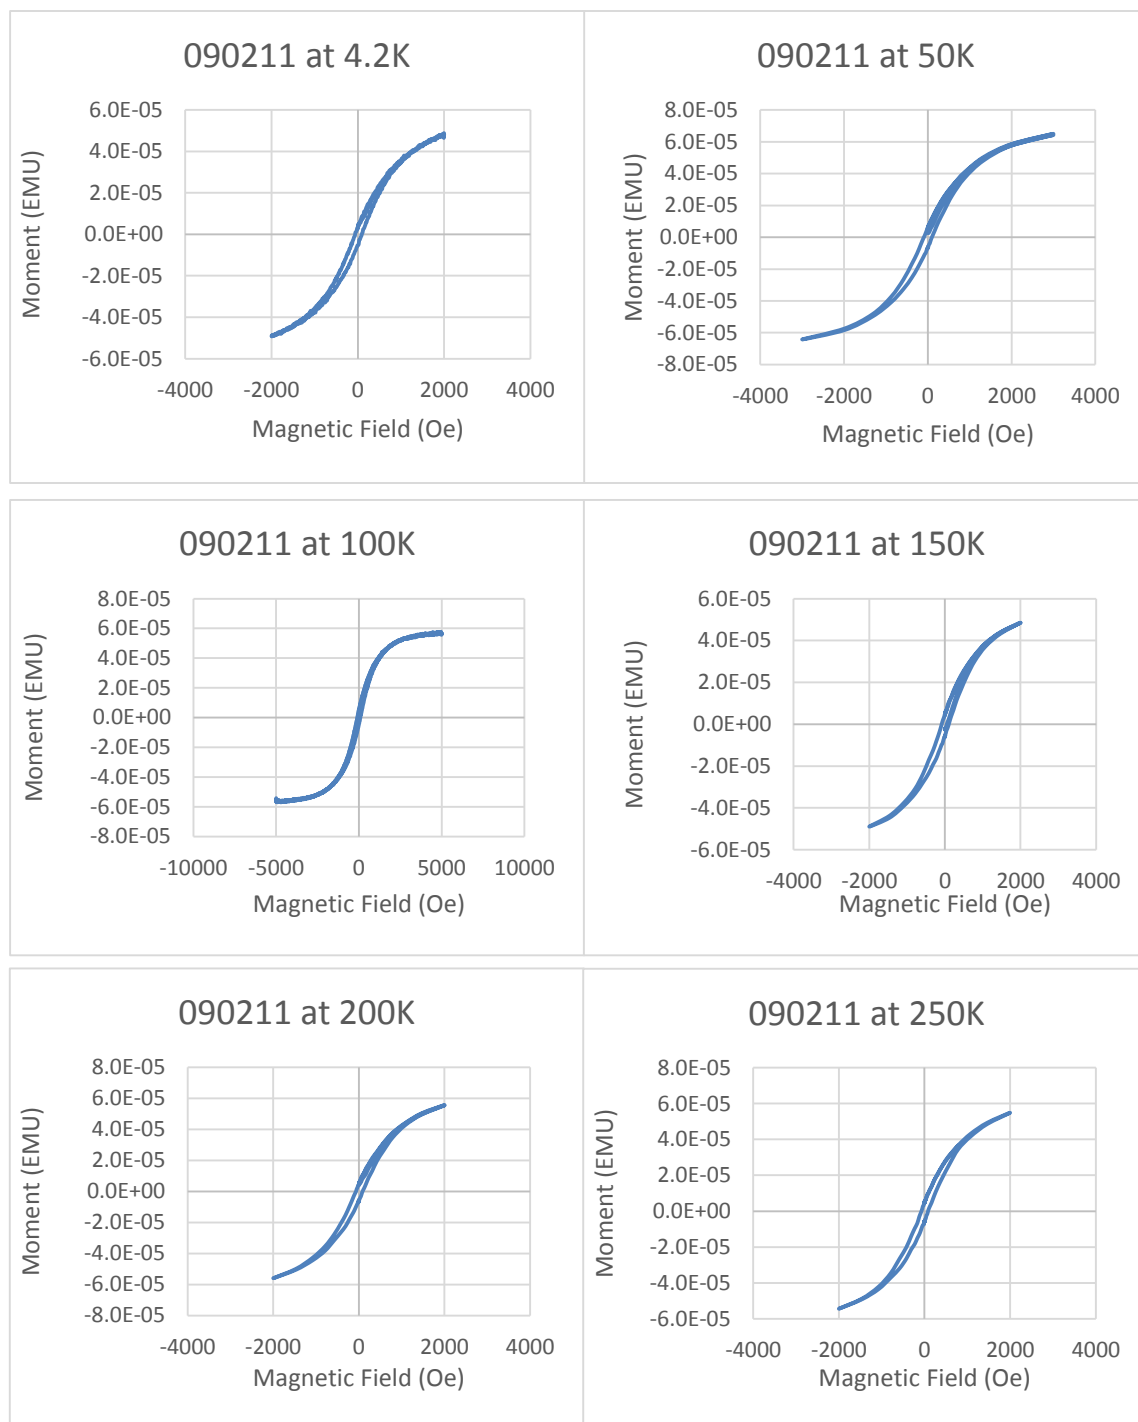 090211 at 4.2K
Moment (EMU)
6.0E-05
4.0E-05
2.0E-05
0.0E+00
-2.0E-05
-4.0E-05
-6.0E-05
-4000 -2000 0 2000 4000
Magnetic Field (Oe)
090211 at 50K
Moment (EMU)
8.0E-05
6.0E-05
4.0E-05
2.0E-05
0.0E+00
-2.0E-05
-4.0E-05
-6.0E-05
-8.0E-05
-4000 -2000 0 2000 4000
Magnetic Field (Oe)
090211 at 100K
Moment (EMU)
8.0E-05
6.0E-05
4.0E-05
2.0E-05
0.0E+00
-2.0E-05
-4.0E-05
-6.0E-05
-8.0E-05
-10000 -5000 0 5000 10000
Magnetic Field (Oe)
090211 at 150K
Moment (EMU)
6.0E-05
4.0E-05
2.0E-05
0.0E+00
-2.0E-05
-4.0E-05
-6.0E-05
-4000 -2000 0 2000 4000
Magnetic Field (Oe)
090211 at 200K
Moment (EMU)
8.0E-05
6.0E-05
4.0E-05
2.0E-05
0.0E+00
-2.0E-05
-4.0E-05
-6.0E-05
-8.0E-05
-4000 -2000 0 2000 4000
Magnetic Field (Oe)
090211 at 250K
Moment (EMU)
8.0E-05
6.0E-05
4.0E-05
2.0E-05
0.0E+00
-2.0E-05
-4.0E-05
-6.0E-05
-4000 -2000 0 2000 4000
Magnetic Field (Oe)